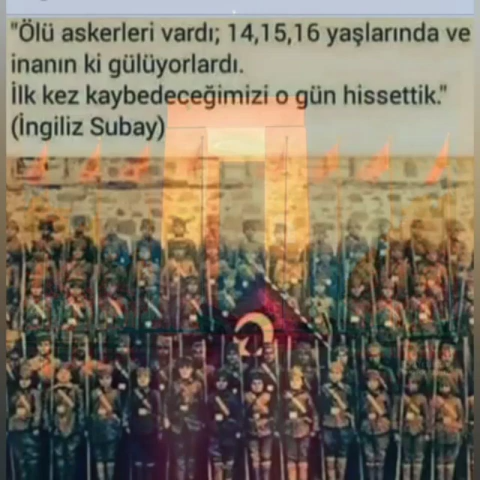 "Ölü askerleri vardı; 14,15,16 yaşlarında ve
inanın ki gülüyorlardı.
İlk kez kaybedeceğimizi o gün hissettik."
(İngiliz Subay)